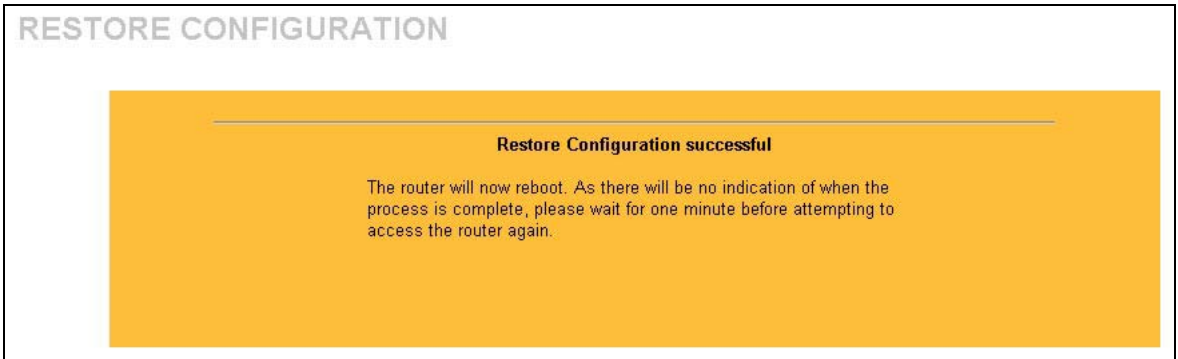 RESTORE CONFIGURATION
Restore Configuration successful
The router will now reboot. As there will be no indication of when the
process is complete, please wait for one minute before attempting to
access the router again.